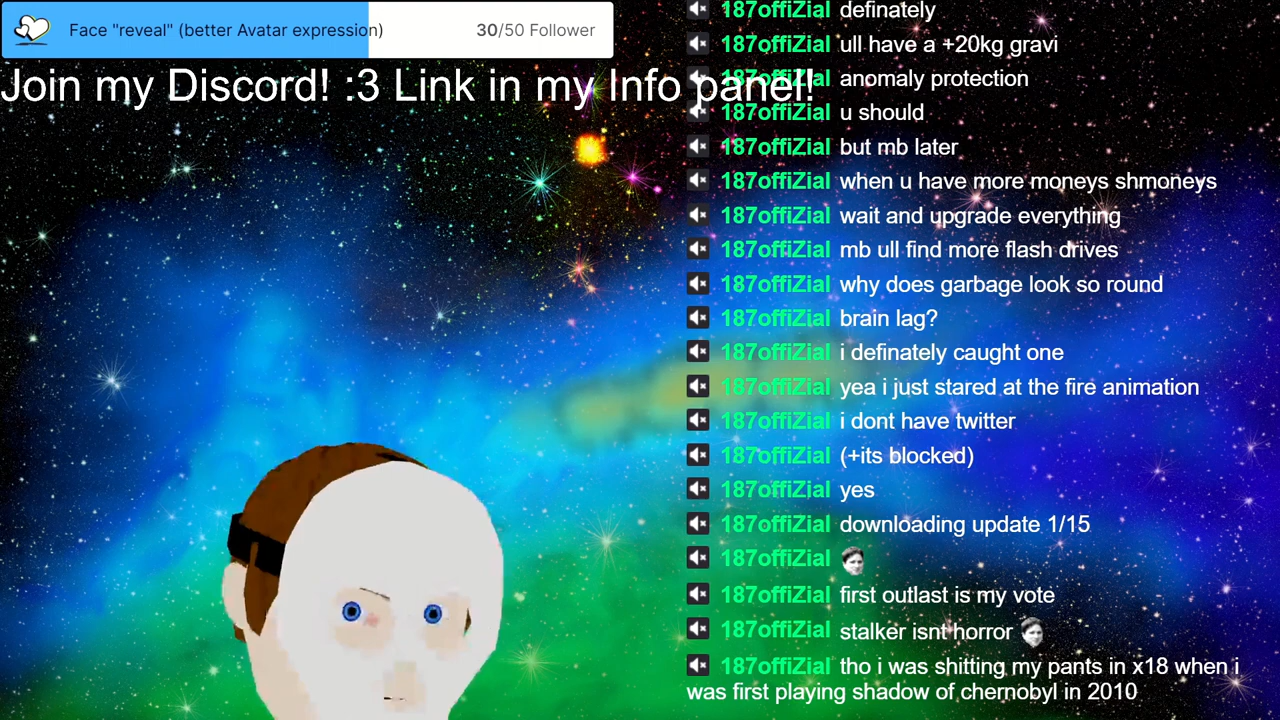 Face "reveal" (better Avatar expression)
30/50 Follower
Join my Discord! :3 Link in my Info panel!
187offiZial definately
187offiZial ull have a +20kg gravi
187offiZial anomaly protection
187offiZial u should
187offiZial but mb later
187offiZial when u have more moneys shmoneys
187offiZial wait and upgrade everything
187offiZial mb ull find more flash drives
187offiZial why does garbage look so round
187offiZial brain lag?
187offiZial i definately caught one
187offiZial yea i just stared at the fire animation
187offiZial i dont have twitter
187offiZial (+its blocked)
187offiZial yes
187offiZial downloading update 1/15
187offiZial
187offiZial first outlast is my vote
187offiZial stalker isnt horror
187offiZial tho i was shitting my pants in x18 when i
was first playing shadow of chernobyl in 2010